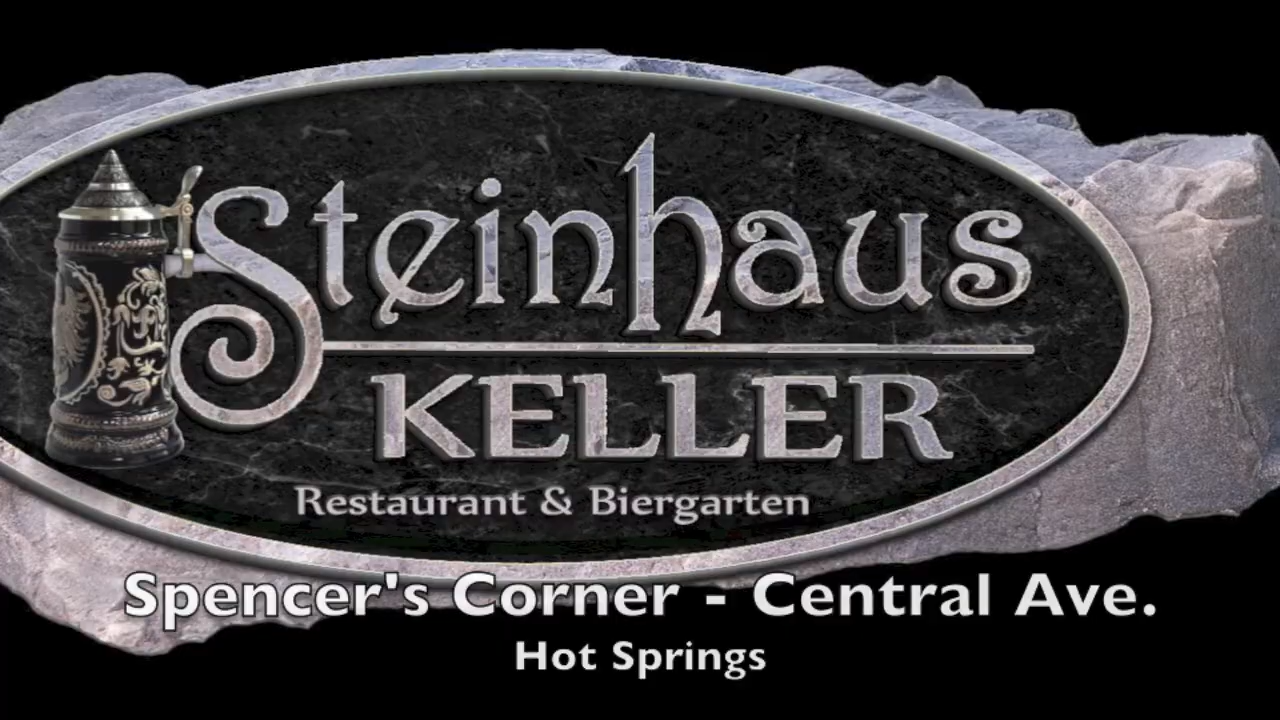 Steinhaus
KELLER
Restaurant & Biergarten
Spencer's Corner - Central Ave.
Hot Springs